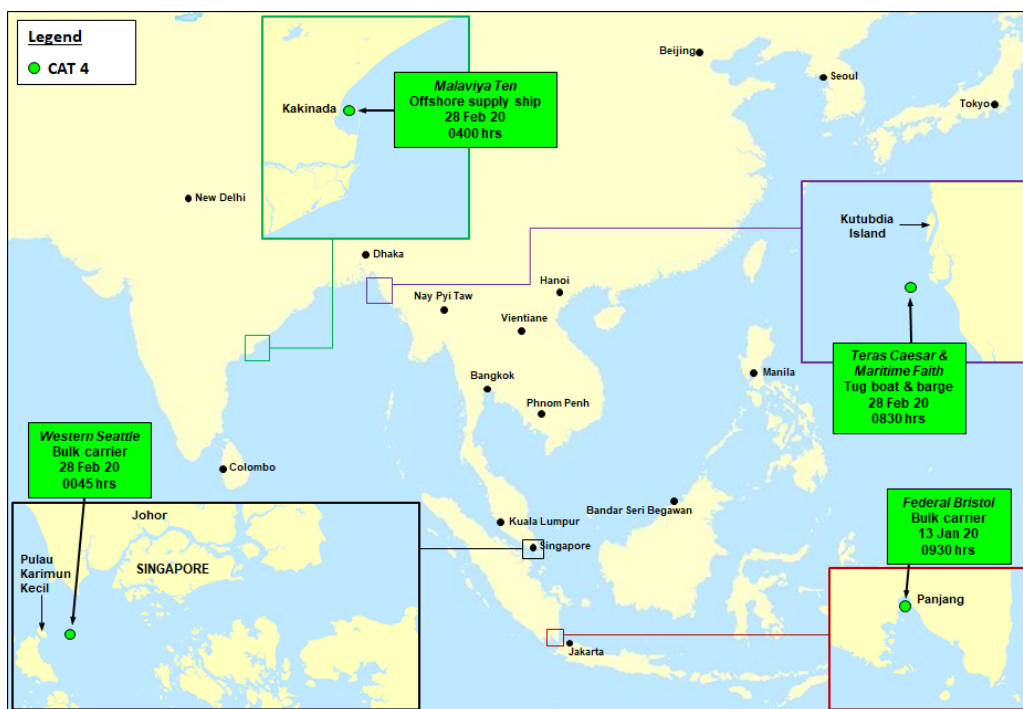 Legend
CAT 4
Kakinada
Malaviya Ten
Offshore supply ship
28 Feb 20
0400 hrs
Beijing
Seoul
Tokyo
New Delhi
Dhaka
Kutubdia
Island
Hanoi
Nay Pyi Taw
Vientiane
Teras Caesar &
Maritime Faith
Tug boat & barge
28 Feb 20
0830 hrs
Bangkok
Manila
Phnom Penh
Western Seattle
Bulk carrier
28 Feb 20
0045 hrs
Colombo
Bandar Seri Begawan
Federal Bristol
Bulk carrier
13 Jan 20
0930 hrs
Johor
Kuala Lumpur
Singapore
Pulau
Karimun
Kecil
SINGAPORE
Panjang
Jakarta